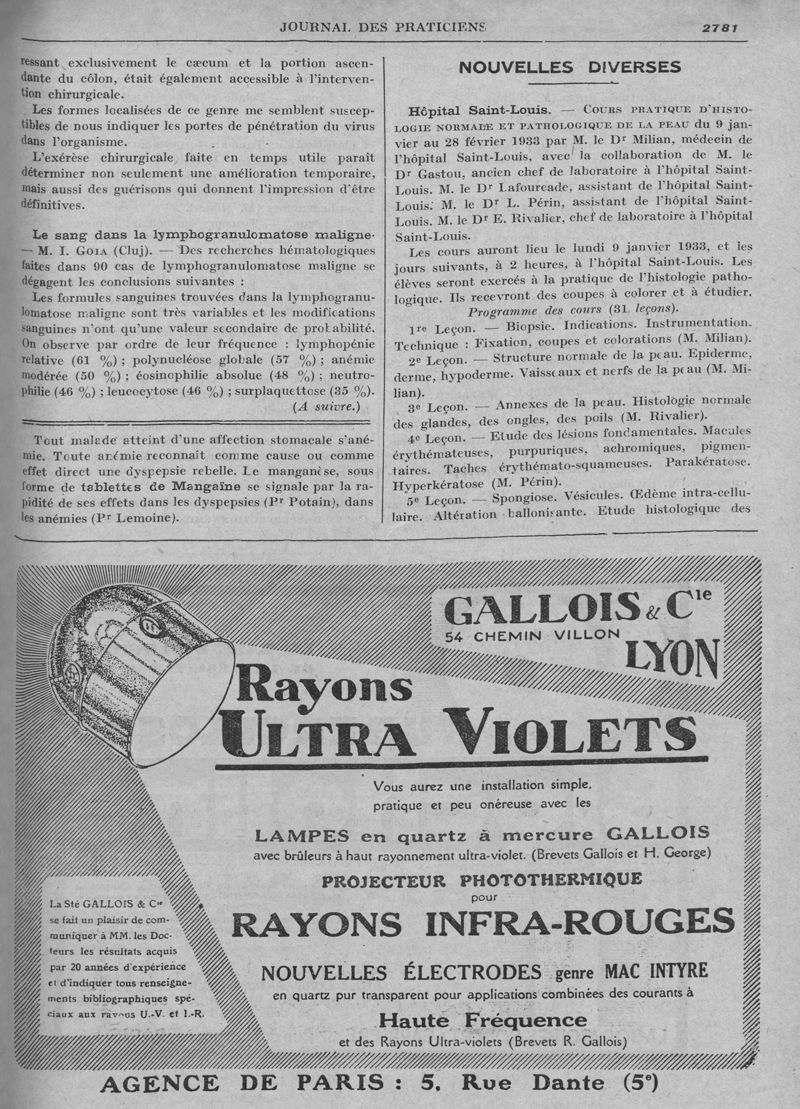 JOURNAL DES PRATICIENS
2781
ressant exclusivement le cæcum et la portion ascen-
dante du côlon, était également accessible à l'interven-
tion chirurgicale.
Les formes localisées de ce genre me semblent suscep-
tibles de nous indiquer les portes de pénétration du virus
dans l'organisme.
L'exérèse chirurgicale faite en temps utile paraît
déterminer non seulement une amélioration temporaire,
mais aussi des guérisons qui donnent l'impression d'être
définitives.
Le sang dans la lymphogranulomatose maligne.
— M. I. GOIA (Cluj). — Des recherches hématologiques
faites dans 90 cas de lymphogranulomatose maligne se
dégagent les conclusions suivantes :
Les formules sanguines trouvées dans la lymphogranu-
lomatose maligne sont très variables et les modifications
sanguines n'ont qu'une valeur secondaire de probabilité.
On observe par ordre de leur fréquence : lymphopénie
relative (61 %) ; polynucléose globale (57 %) ; anémie
modérée (50 %) ; éosinophilie absolue (48 %) ; neutro-
philie (46 %) ; leucocytose (46 %) ; surplaquettose (35 %).
(A suivre.)
Tout malade atteint d'une affection stomacale s'ané-
mie. Toute anémie reconnaît comme cause ou comme
effet direct une dyspepsie rebelle. Le manganèse, sous
forme de tablettes de Mangaïne se signale par la ra-
pidité de ses effets dans les dyspepsies (Pr Potain), dans
les anémies (Pr Lemoine).
NOUVELLES DIVERSES
Hôpital Saint-Louis. — COURS PRATIQUE D'HISTO-
LOGIE NORMALE ET PATHOLOGIQUE DE LA PEAU du 9 jan-
vier au 28 février 1933 par M. le Dr Milian, médecin de
l'hôpital Saint-Louis, avec la collaboration de M. le
Dr Gastou, ancien chef de laboratoire à l'hôpital Saint-
Louis. M. le Dr Lafourcade, assistant de l'hôpital Saint-
Louis. M. le Dr L. Périn, assistant de l'hôpital Saint-
Louis. M. le Dr E. Rivalier, chef de laboratoire à l'hôpital
Saint-Louis.
Les cours auront lieu le lundi 9 janvier 1933, et les
jours suivants, à 2 heures, à l'hôpital Saint-Louis. Les
élèves seront exercés à la pratique de l'histologie patho-
logique. Ils recevront des coupes à colorer et à étudier.
Programme des cours (31 leçons).
1re Leçon. — Biopsie. Indications. Instrumentation.
Technique : Fixation, coupes et colorations (M. Milian).
2e Leçon. — Structure normale de la peau. Epiderme,
derme, hypoderme. Vaisseaux et nerfs de la peau (M. Mi-
lian).
3e Leçon. — Annexes de la peau. Histologie normale
des glandes, des ongles, des poils (M. Rivalier).
4e Leçon. — Etude des lésions fondamentales. Macules
érythémateuses, purpuriques, achromiques, pigmen-
taires. Taches érythémato-squameuses. Parakératose.
Hyperkératose (M. Périn).
5e Leçon. — Spongiose. Vésicules. Œdème intra-cellu-
laire. Altération ballonisante. Etude histologique des
GALLOIS & Cie
54 CHEMIN VILLON
LYON
Rayons
ULTRA VIOLETS
Vous aurez une installation simple,
pratique et peu onéreuse avec les
LAMPES en quartz à mercure GALLOIS
avec brûleurs à haut rayonnement ultra-violet. (Brevets Gallois et H. George)
PROJECTEUR PHOTOTHERMIQUE
pour
RAYONS INFRA-ROUGES
NOUVELLES ÉLECTRODES genre MAC INTYRE
en quartz pur transparent pour applications combinées des courants à
Haute Fréquence
et des Rayons Ultra-violets (Brevets R. Gallois)
La Sté GALLOIS & Cie
se fait un plaisir de com-
muniquer à MM. les Doc-
teurs les résultats acquis
par 20 années d'expérience
et d'indiquer tous renseigne-
ments bibliographiques spé-
ciaux aux rayons U.-V. et I.-R.
AGENCE DE PARIS : 5, Rue Dante (5e)